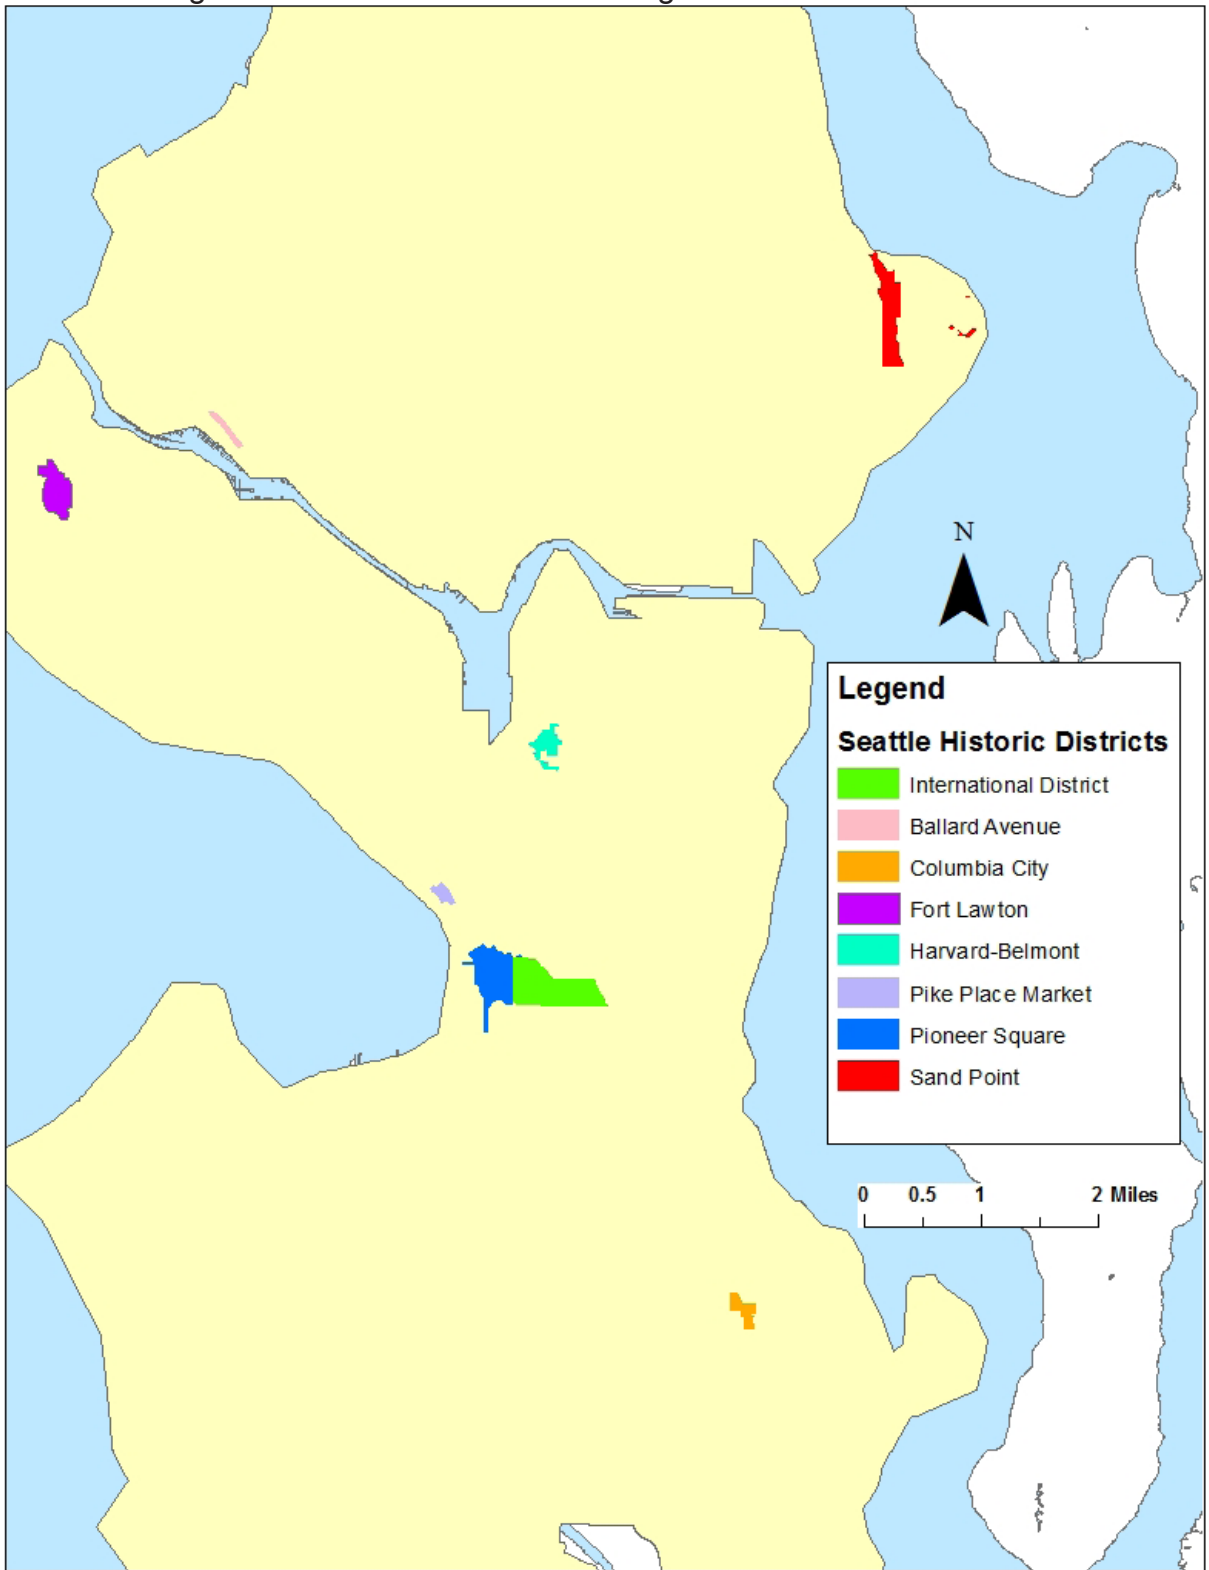 N
Legend
Seattle Historic Districts
International District
Ballard Avenue
Columbia City
Fort Lawton
Harvard-Belmont
Pike Place Market
Pioneer Square
Sand Point
0 0.5 1 2 Miles